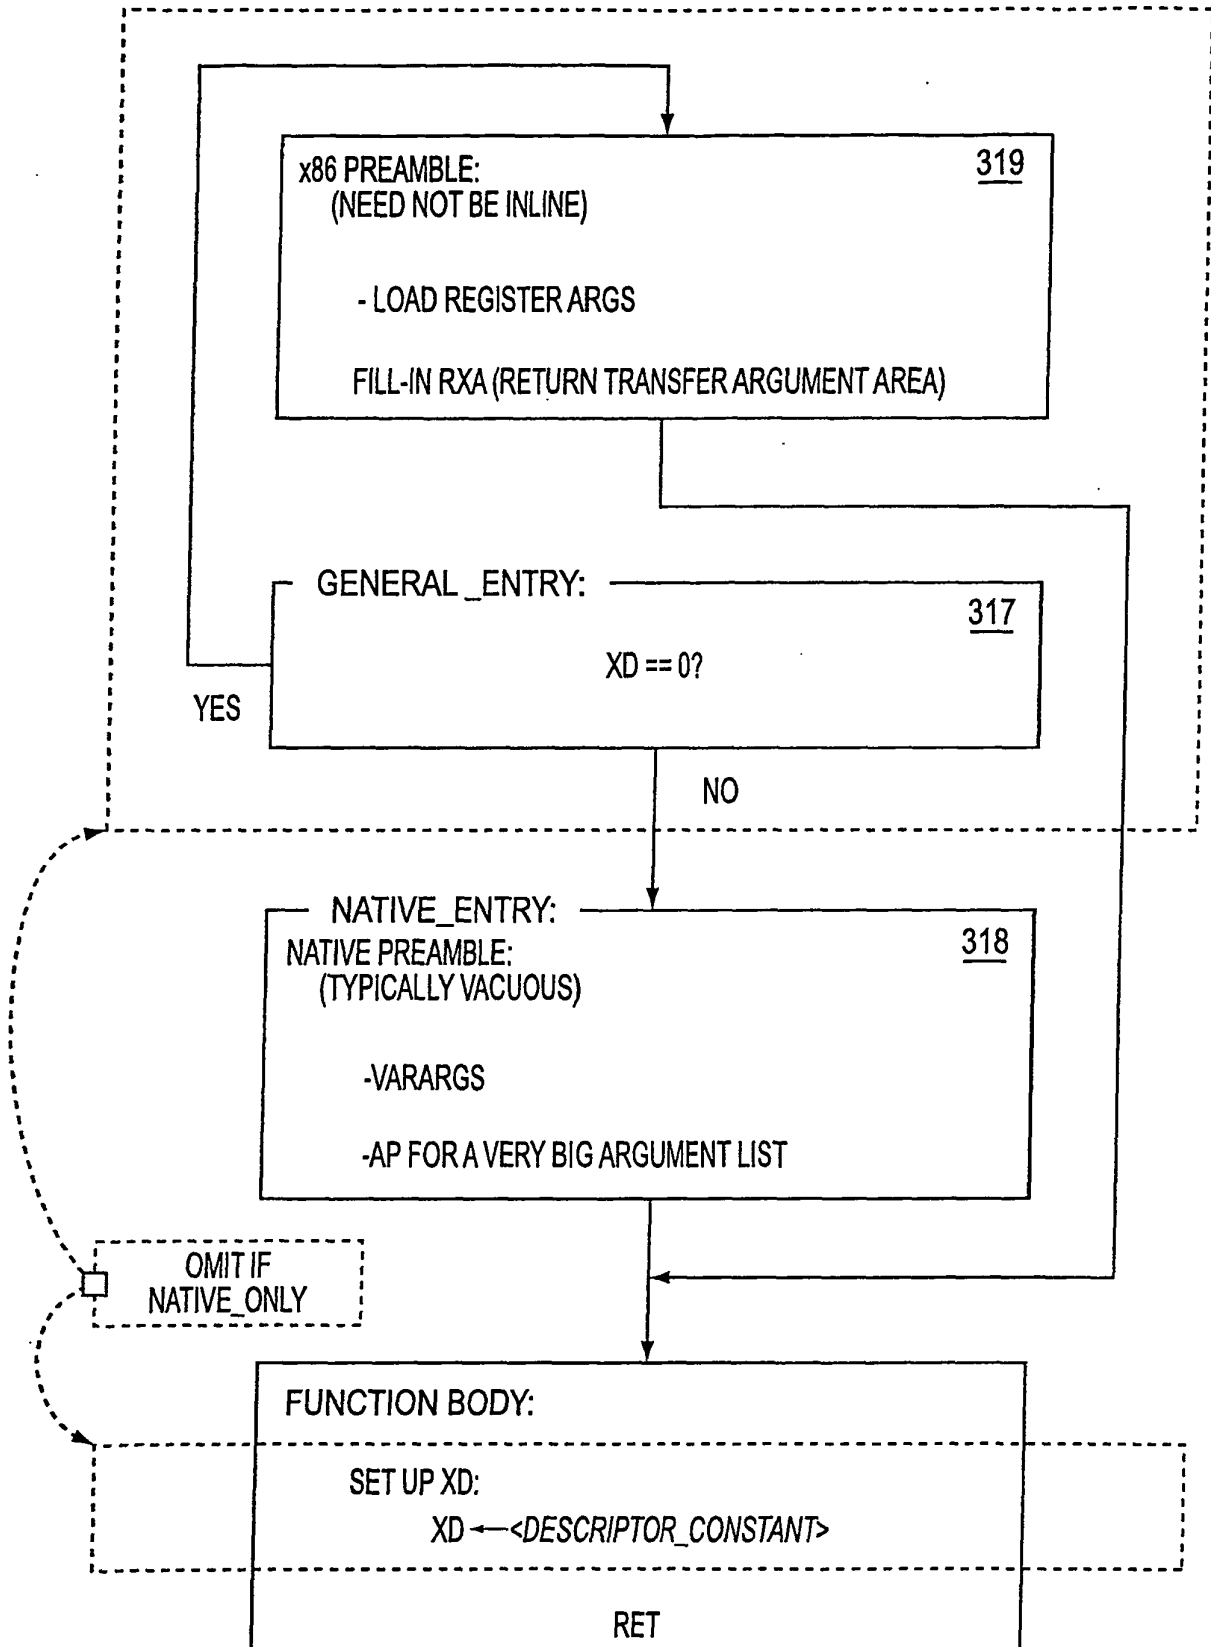 319
x86 PREAMBLE:
(NEED NOT BE INLINE)
- LOAD REGISTER ARGS
FILL-IN RXA (RETURN TRANSFER ARGUMENT AREA)
GENERAL_ENTRY:
317
XD == 0?
YES
NO
NATIVE_ENTRY:
318
NATIVE PREAMBLE:
(TYPICALLY VACUOUS)
-VARARGS
-AP FOR A VERY BIG ARGUMENT LIST
OMIT IF
NATIVE_ONLY
FUNCTION BODY:
SET UP XD:
XD ←<DESCRIPTOR_CONSTANT>
RET